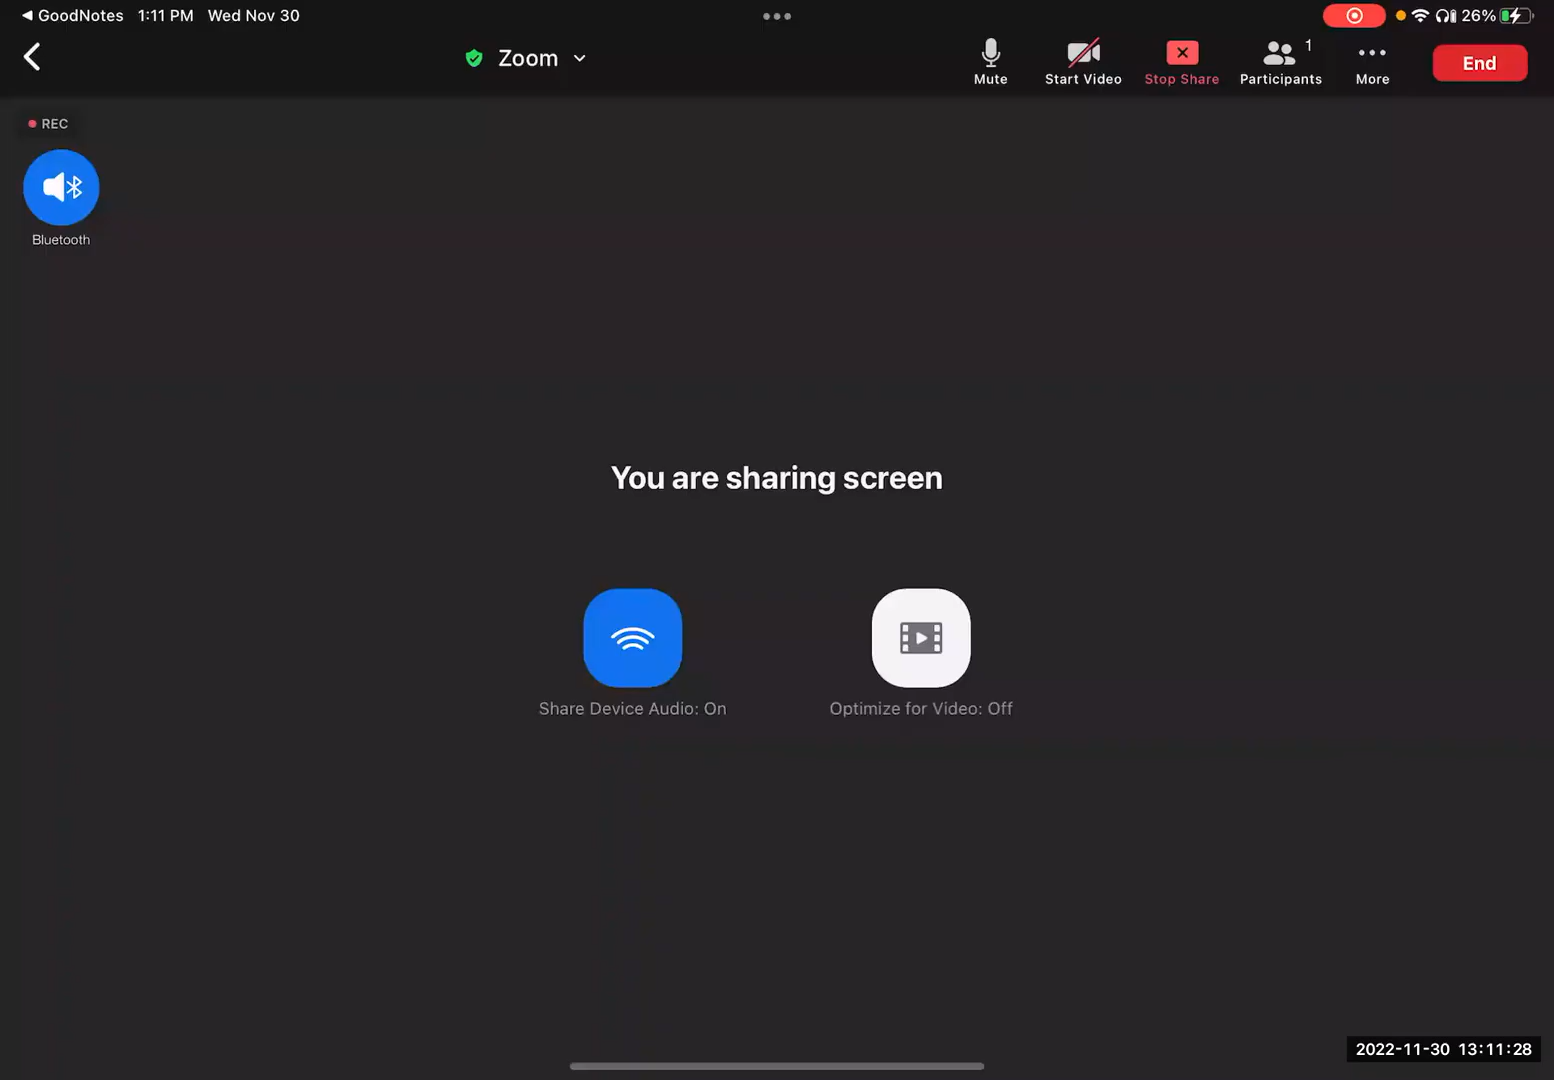 GoodNotes 1:11 PM Wed Nov 30
26%
Zoom
Mute
Start Video
Stop Share
Participants
1
More
End
REC
Bluetooth
You are sharing screen
Share Device Audio: On
Optimize for Video: Off
2022-11-30 13:11:28